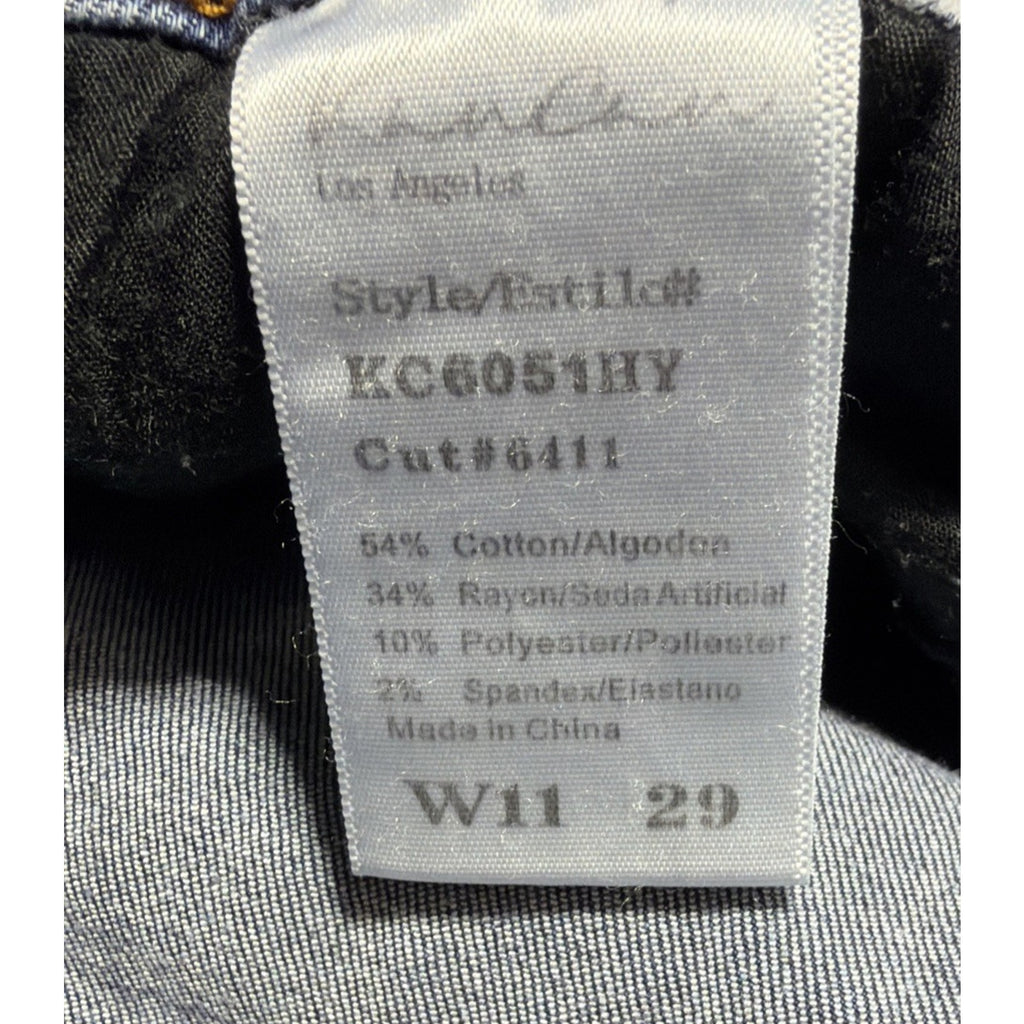 KanCan
Los Angeles
Style/Estilo#
KC6051HY
Cut#6411
54% Cotton/Algodon
34% Rayon/Seda Artificial
10% Polyester/Poliester
2% Spandex/Elastano
Made in China
W11 29